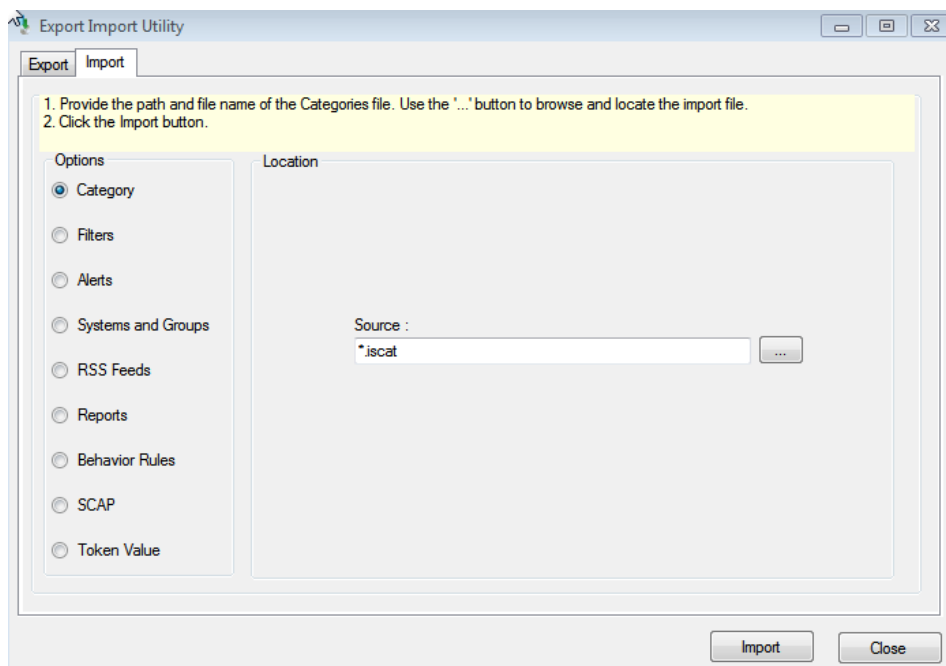 Export Import Utility
Export
Import
1. Provide the path and file name of the Categories file. Use the '...' button to browse and locate the import file.
2. Click the Import button.
Options
Location
Category
Filters
Alerts
Systems and Groups
RSS Feeds
Reports
Behavior Rules
SCAP
Token Value
Source :
*.iscat
...
Import
Close